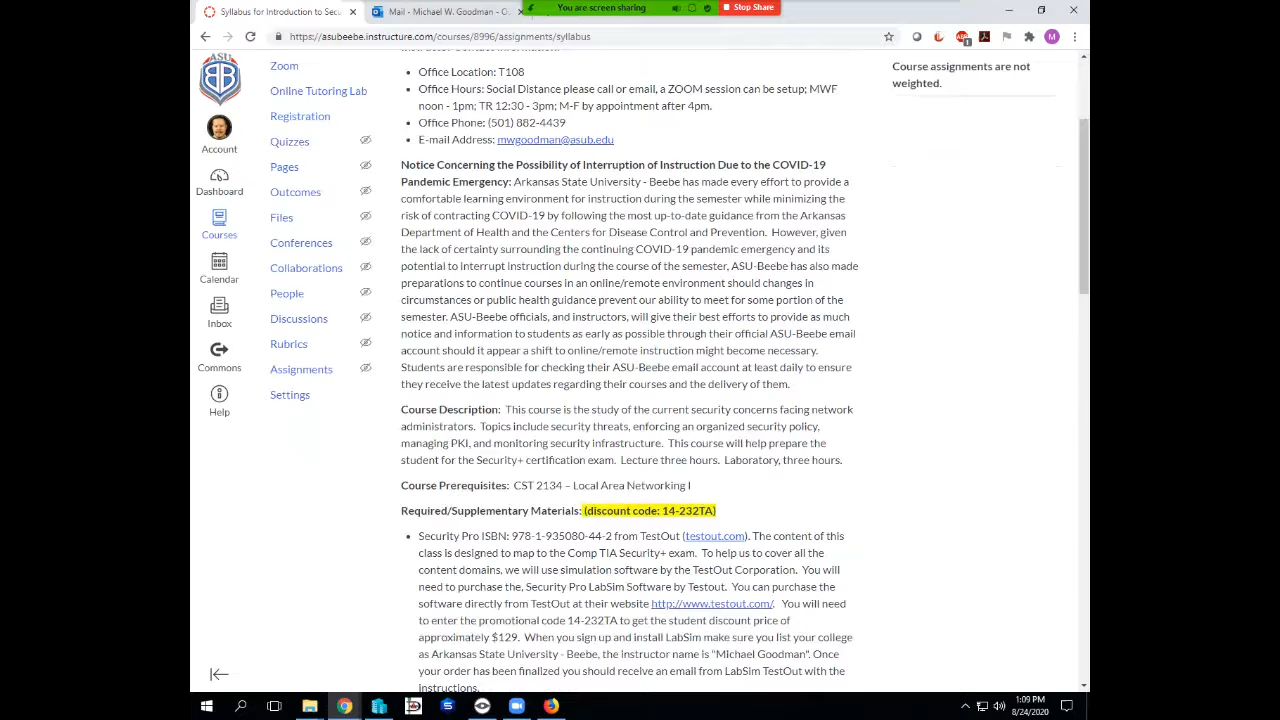 Syllabus for Introduction to Secu
Mail - Michael W. Goodman - O
You are screen sharing
Stop Share
https://asubeebe.instructure.com/courses/8996/assignments/syllabus
M
ASU
BB
Account
Dashboard
Courses
Calendar
Inbox
Commons
Help
Zoom
Online Tutoring Lab
Registration
Quizzes
Pages
Outcomes
Files
Conferences
Collaborations
People
Discussions
Rubrics
Assignments
Settings
• Office Location: T108
• Office Hours: Social Distance please call or email, a ZOOM session can be setup; MWF
noon - 1pm; TR 12:30 - 3pm; M-F by appointment after 4pm.
• Office Phone: (501) 882-4439
• E-mail Address: mwgoodman@asub.edu
Notice Concerning the Possibility of Interruption of Instruction Due to the COVID-19
Pandemic Emergency: Arkansas State University - Beebe has made every effort to provide a
comfortable learning environment for instruction during the semester while minimizing the
risk of contracting COVID-19 by following the most up-to-date guidance from the Arkansas
Department of Health and the Centers for Disease Control and Prevention. However, given
the lack of certainty surrounding the continuing COVID-19 pandemic emergency and its
potential to interrupt instruction during the course of the semester, ASU-Beebe has also made
preparations to continue courses in an online/remote environment should changes in
circumstances or public health guidance prevent our ability to meet for some portion of the
semester. ASU-Beebe officials, and instructors, will give their best efforts to provide as much
notice and information to students as early as possible through their official ASU-Beebe email
account should it appear a shift to online/remote instruction might become necessary.
Students are responsible for checking their ASU-Beebe email account at least daily to ensure
they receive the latest updates regarding their courses and the delivery of them.
Course Description: This course is the study of the current security concerns facing network
administrators. Topics include security threats, enforcing an organized security policy,
managing PKI, and monitoring security infrastructure. This course will help prepare the
student for the Security+ certification exam. Lecture three hours. Laboratory, three hours.
Course Prerequisites: CST 2134 – Local Area Networking I
Required/Supplementary Materials: (discount code: 14-232TA)
• Security Pro ISBN: 978-1-935080-44-2 from TestOut (testout.com). The content of this
class is designed to map to the Comp TIA Security+ exam. To help us to cover all the
content domains, we will use simulation software by the TestOut Corporation. You will
need to purchase the, Security Pro LabSim Software by Testout. You can purchase the
software directly from TestOut at their website http://www.testout.com/. You will need
to enter the promotional code 14-232TA to get the student discount price of
approximately $129. When you sign up and install LabSim make sure you list your college
as Arkansas State University - Beebe, the instructor name is "Michael Goodman". Once
your order has been finalized you should receive an email from LabSim TestOut with the
instructions.
Course assignments are not
weighted.
1:09 PM
8/24/2020